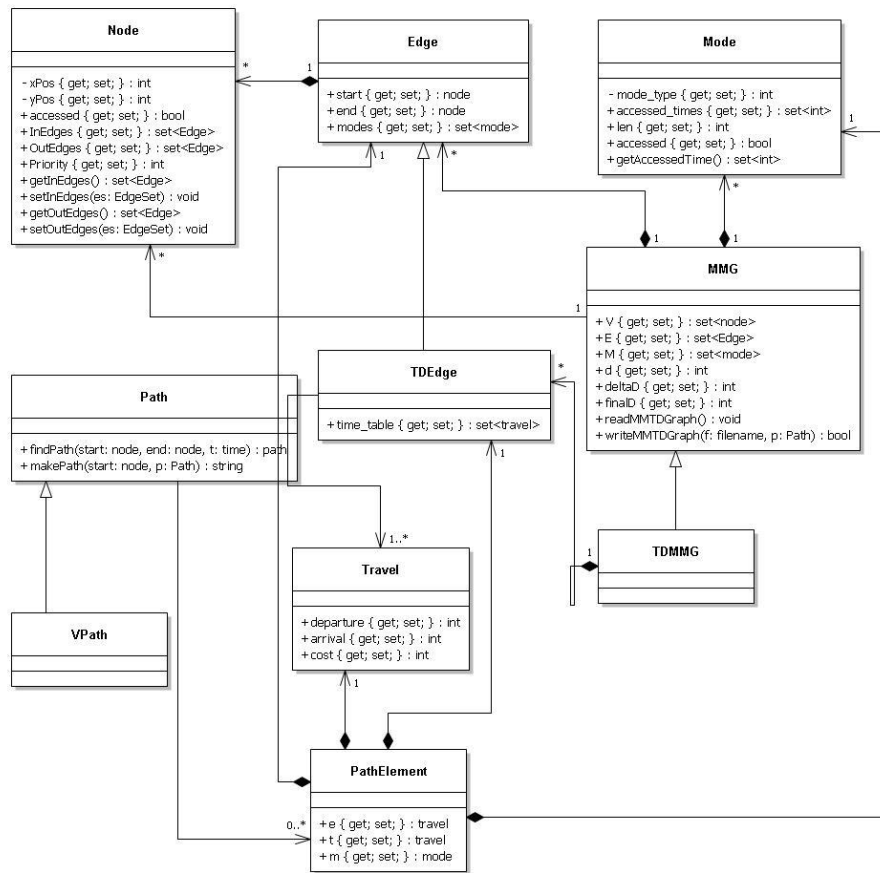 Node
- xPos { get; set; } : int
- yPos { get; set; } : int
+ accessed { get; set; } : bool
+ InEdges { get; set; } : set<Edge>
+ OutEdges { get; set; } : set<Edge>
+ Priority { get; set; } : int
+ getInEdges() : set<Edge>
+ setInEdges(es: EdgeSet) : void
+ getOutEdges() : set<Edge>
+ setOutEdges(es: EdgeSet) : void
*
*
1
Edge
+ start { get; set; } : node
+ end { get; set; } : node
+ modes { get; set; } : set<mode>
1
*
Mode
- mode_type { get; set; } : int
+ accessed_times { get; set; } : set<int>
+ len { get; set; } : int
+ accessed { get; set; } : bool
+ getAccessedTime() : set<int>
1
*
1
1
1
MMG
+ V { get; set; } : set<node>
+ E { get; set; } : set<Edge>
+ M { get; set; } : set<mode>
+ d { get; set; } : int
+ deltaD { get; set; } : int
+ finalD { get; set; } : int
+ readMMTDGraph() : void
+ writeMMTDGraph(f: filename, p: Path) : bool
TDEdge
+ time_table { get; set; } : set<travel>
*
1
Path
+ findPath(start: node, end: node, t: time) : path
+ makePath(start: node, p: Path) : string
1..*
Travel
+ departure { get; set; } : int
+ arrival { get; set; } : int
+ cost { get; set; } : int
1
1
TDMMG
VPath
PathElement
+ e { get; set; } : travel
+ t { get; set; } : travel
+ m { get; set; } : mode
0..*